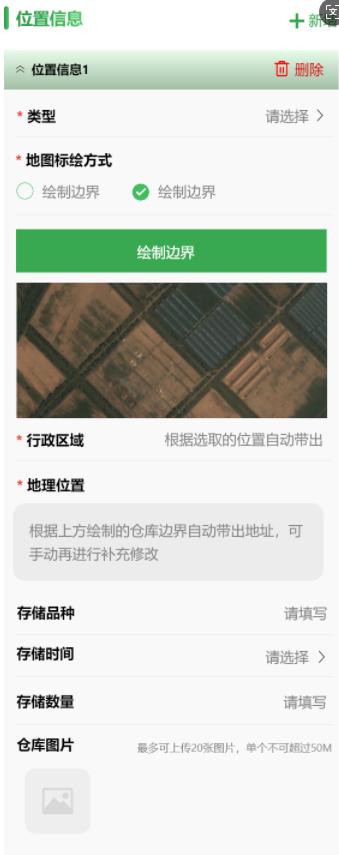 位置信息
新增
位置信息1
删除
* 类型
请选择
* 地图标绘方式
绘制边界
绘制边界
绘制边界
* 行政区域
根据选取的位置自动带出
* 地理位置
根据上方绘制的仓库边界自动带出地址，可
手动再进行补充修改
存储品种
请填写
存储时间
请选择
存储数量
请填写
仓库图片
最多可上传20张图片，单个不可超过50M